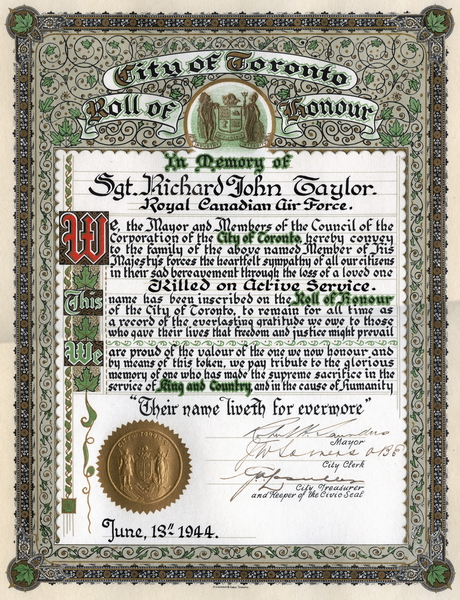 City of Toronto
Roll of Honour
In Memory of
Sgt. Richard John Taylor.
Royal Canadian Air Force.
We, the Mayor and Members of the Council of the
Corporation of the City of Toronto, hereby convey
to the family of the above named Member of His
Majesty's forces the heartfelt sympathy of all our citizens
in their sad bereavement through the loss of a loved one
Killed on Active Service.
This name has been inscribed on the Roll of Honour
of the City of Toronto, to remain for all time as
a record of the everlasting gratitude we owe to those
who gave their lives that freedom and justice might prevail
We are proud of the valour of the one we now honour and
by means of this token, we pay tribute to the glorious
memory of one who has made the supreme sacrifice in the
service of King and Country, and in the cause of Humanity
"Their name liveth for evermore"
Mayor
City Clerk
City Treasurer
and Keeper of the Civic Seal
June, 13" 1944.